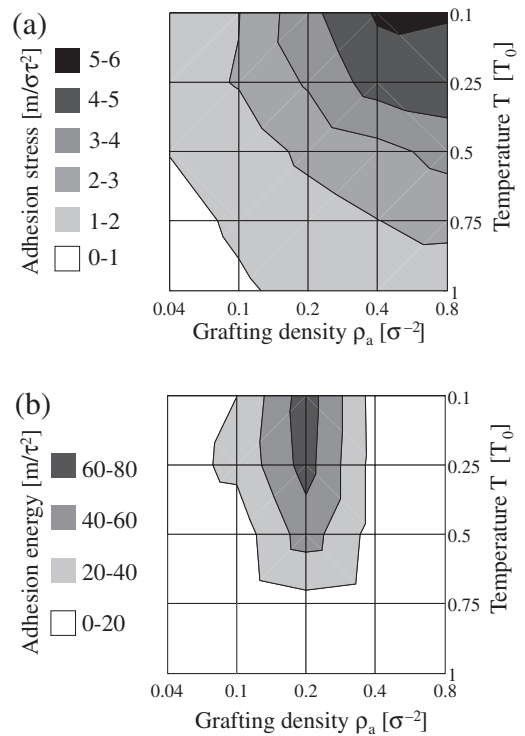 (a)
Adhesion stress [m/στ²]
5-6
4-5
3-4
2-3
1-2
0-1
0.1
0.25
0.5
0.75
1
Temperature T [T₀]
0.04 0.1 0.2 0.4 0.8
Grafting density ρₐ [σ⁻²]
(b)
Adhesion energy [m/τ²]
60-80
40-60
20-40
0-20
0.1
0.25
0.5
0.75
1
Temperature T [T₀]
0.04 0.1 0.2 0.4 0.8
Grafting density ρₐ [σ⁻²]